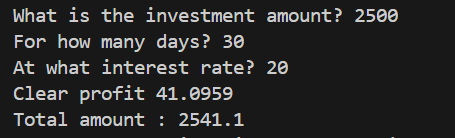 What is the investment amount? 2500
For how many days? 30
At what interest rate? 20
Clear profit 41.0959
Total amount : 2541.1